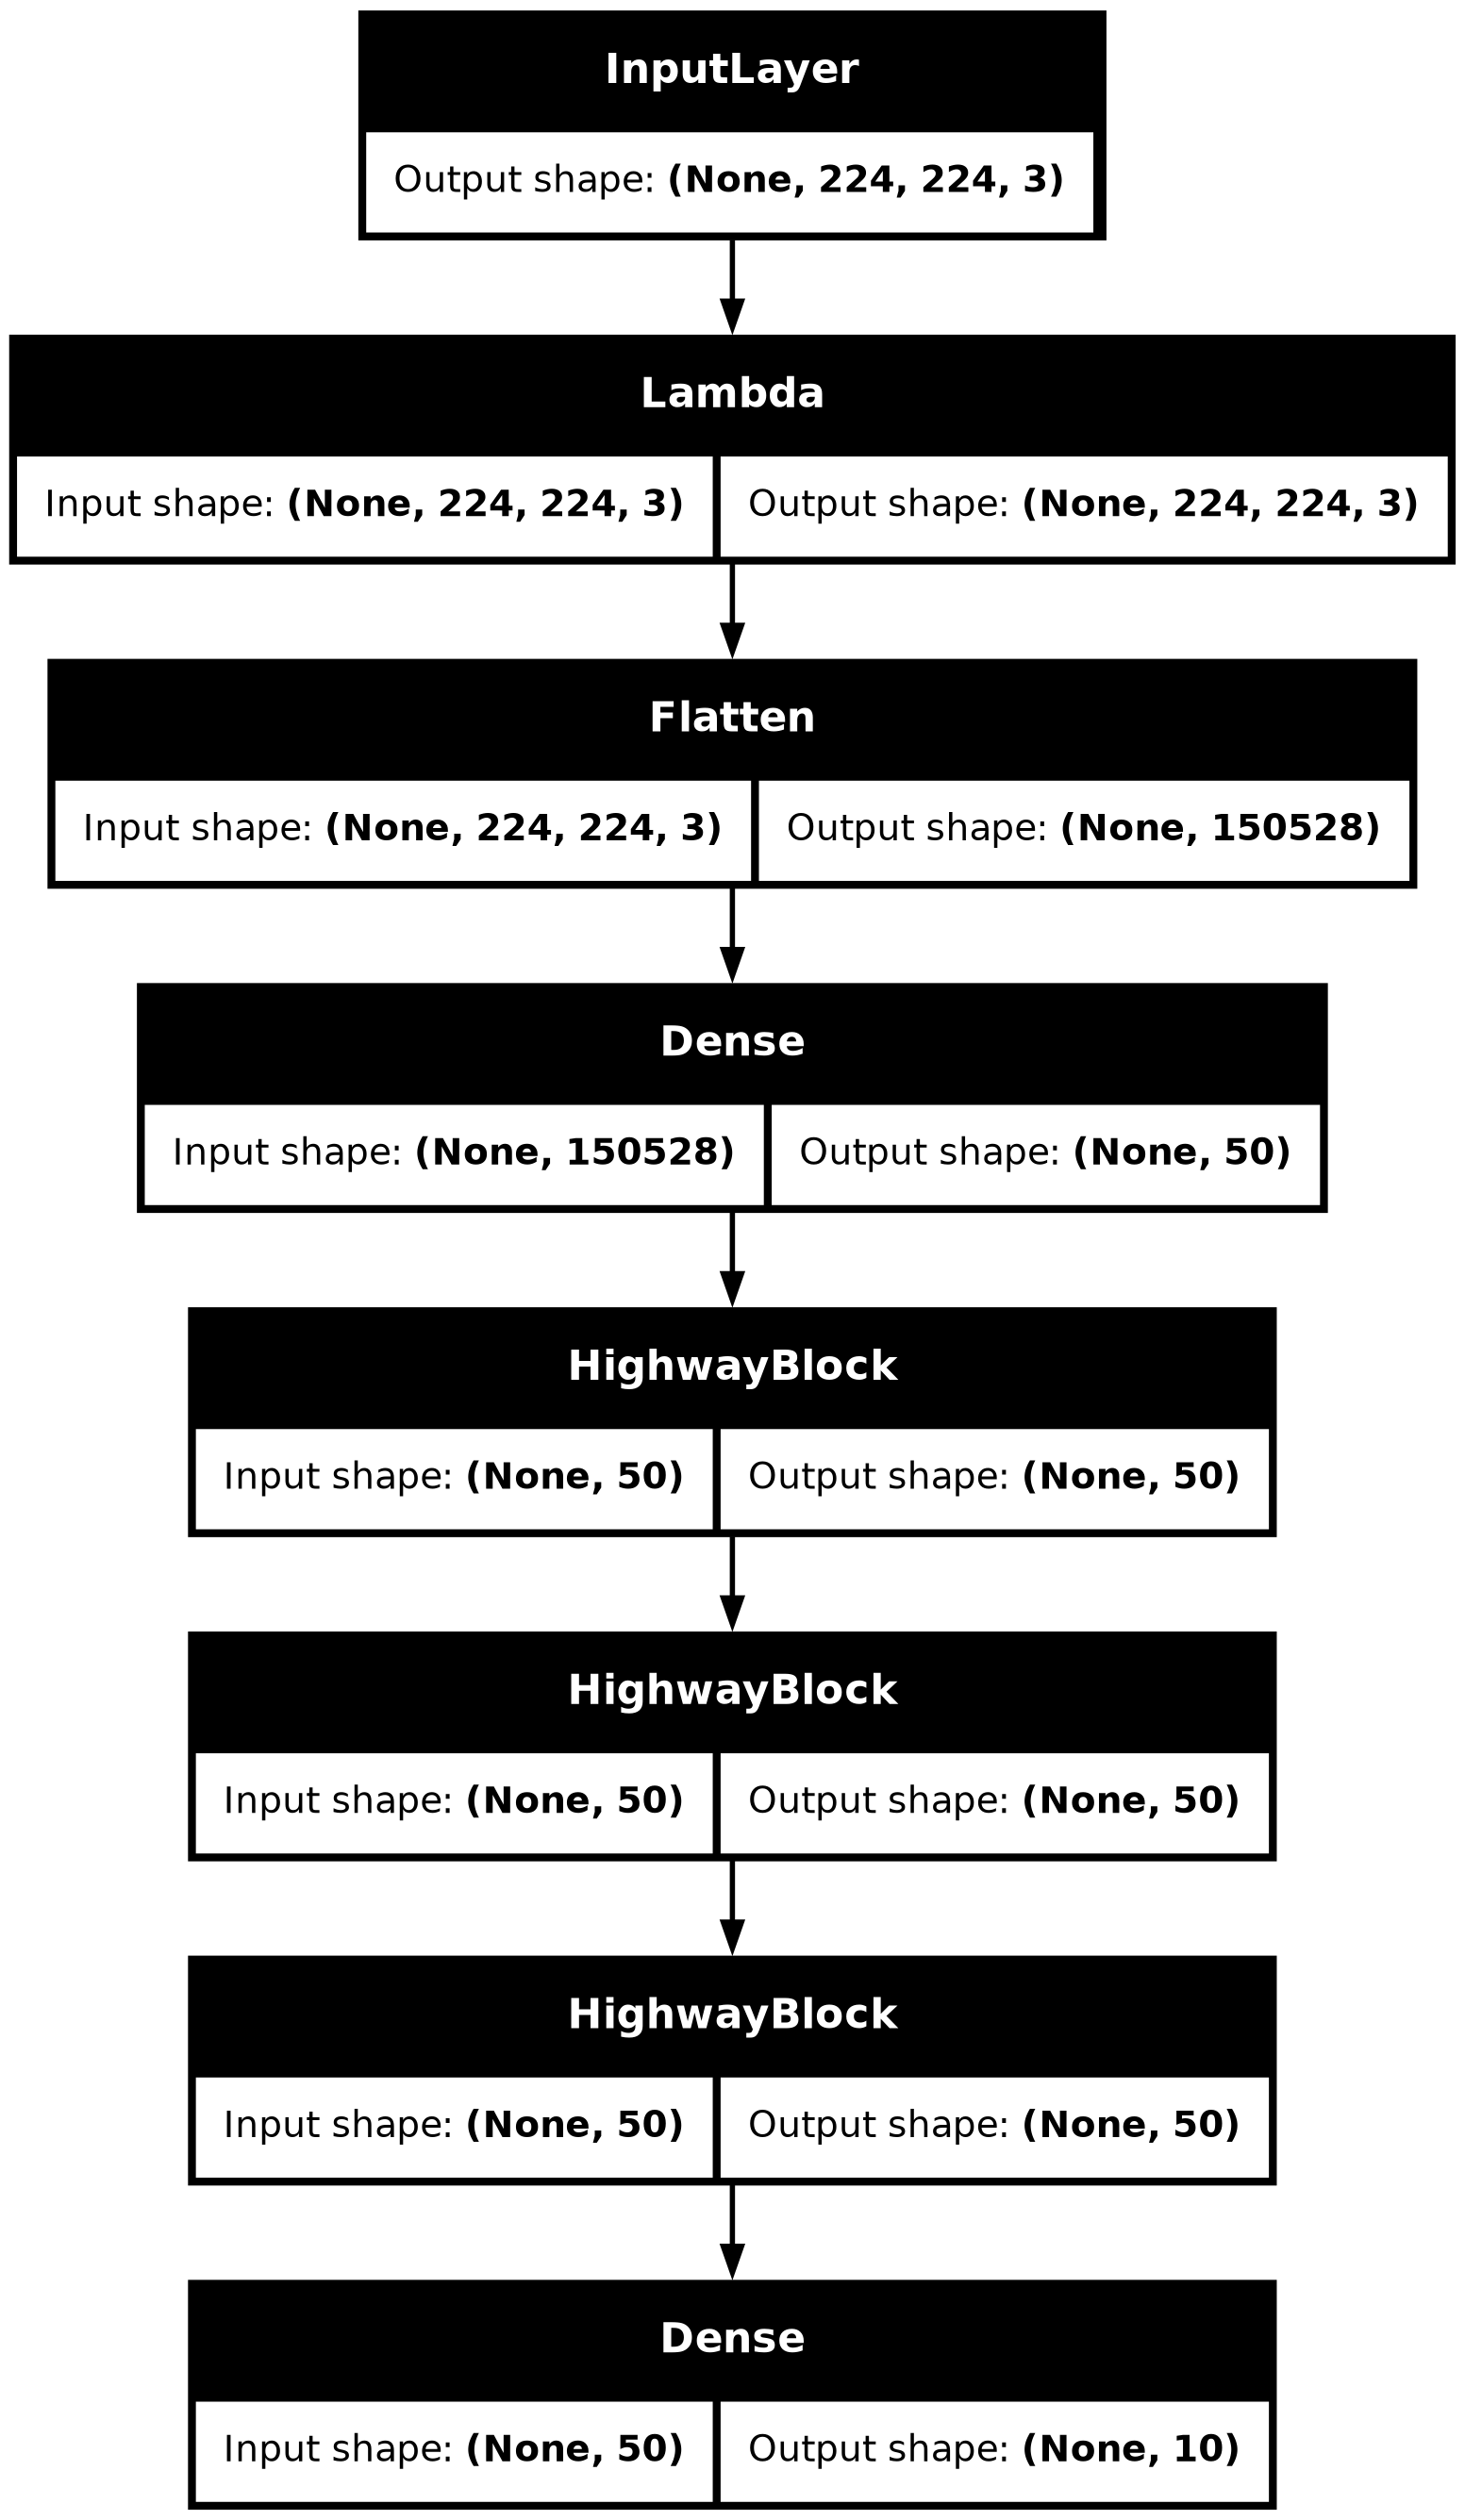 InputLayer
Output shape: (None, 224, 224, 3)
Lambda
Input shape: (None, 224, 224, 3) Output shape: (None, 224, 224, 3)
Flatten
Input shape: (None, 224, 224, 3) Output shape: (None, 150528)
Dense
Input shape: (None, 150528) Output shape: (None, 50)
HighwayBlock
Input shape: (None, 50) Output shape: (None, 50)
HighwayBlock
Input shape: (None, 50) Output shape: (None, 50)
HighwayBlock
Input shape: (None, 50) Output shape: (None, 50)
Dense
Input shape: (None, 50) Output shape: (None, 10)